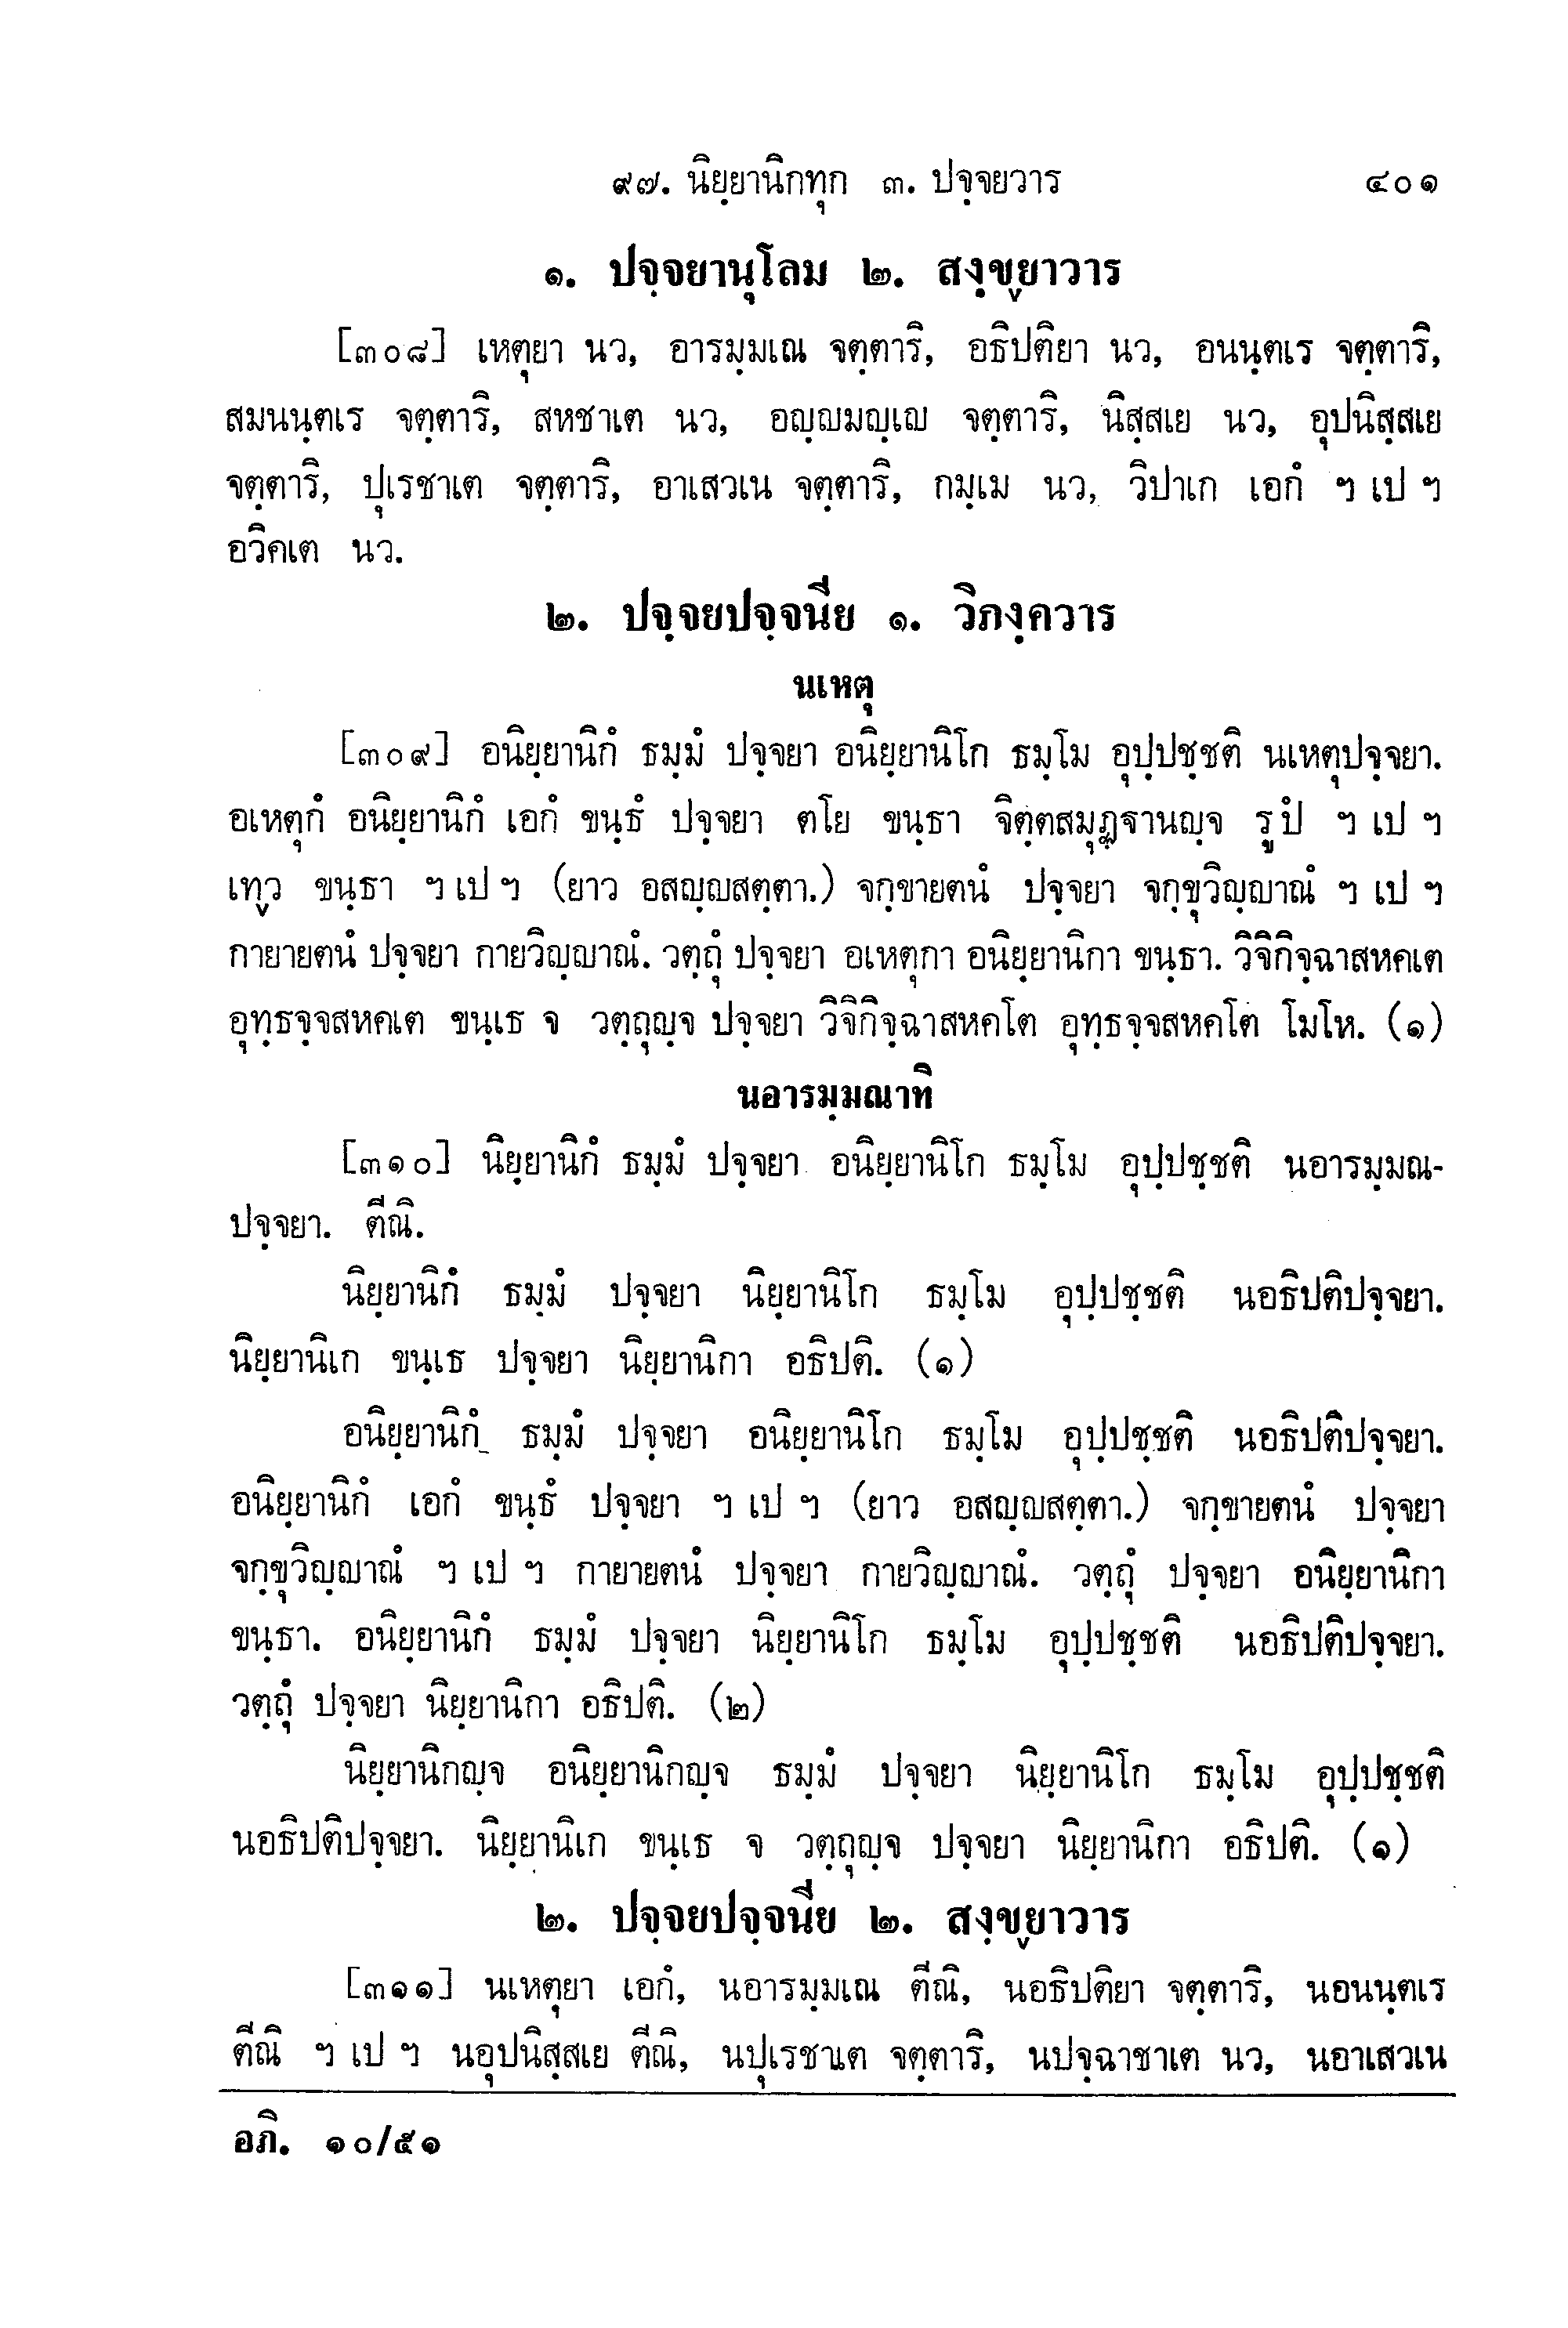 ๙๗. นิยฺยานิกทุก ๓. ปจฺจยวาร ๔๐๑
๑. ปจฺจยานุโลม ๒. สงฺขฺยาวาร
[๓๐๘] เหตุยา นว, อารมฺมเณ จตฺตาริ, อธิปติยา นว, อนนฺตเร จตฺตาริ,
สมนนฺตเร จตฺตาริ, สหชาเต นว, อญฺญมญฺเญ จตฺตาริ, นิสฺสเย นว, อุปนิสฺสเย
จตฺตาริ, ปุเรชาเต จตฺตาริ, อาเสวเน จตฺตาริ, กมฺเม นว, วิปาเก เอกํ ฯ เป ฯ
อวิคเต นว.
๒. ปจฺจยปจฺจนีย ๑. วิภงฺควาร
นเหตุ
[๓๐๙] อนิยฺยานิกํ ธมฺมํ ปจฺจยา อนิยฺยานิโก ธมฺโม อุปฺปชฺชติ นเหตุปจฺจยา.
อเหตุกํ อนิยฺยานิกํ เอกํ ขนฺธํ ปจฺจยา ตโย ขนฺธา จิตฺตสมุฏฺฐานญฺจ รูปํ ฯ เป ฯ
เทฺว ขนฺธา ฯ เป ฯ (ยาว อสญฺญสตฺตา.) จกฺขายตนํ ปจฺจยา จกฺขุวิญฺญาณํ ฯ เป ฯ
กายายตนํ ปจฺจยา กายวิญฺญาณํ. วตฺถุํ ปจฺจยา อเหตุกา อนิยฺยานิกา ขนฺธา. วิจิกิจฺฉาสหคเต
อุทฺธจฺจสหคเต ขนฺเธ จ วตฺถุญฺจ ปจฺจยา วิจิกิจฺฉาสหคโต อุทฺธจฺจสหคโต โมโห. (๑)
นอารมฺมณาทิ
[๓๑๐] นิยฺยานิกํ ธมฺมํ ปจฺจยา อนิยฺยานิโก ธมฺโม อุปฺปชฺชติ นอารมฺมณ-
ปจฺจยา. ตีณิ.
นิยฺยานิกํ ธมฺมํ ปจฺจยา นิยฺยานิโก ธมฺโม อุปฺปชฺชติ นอธิปติปจฺจยา.
นิยฺยานิเก ขนฺเธ ปจฺจยา นิยฺยานิกา อธิปติ. (๑)
อนิยฺยานิกํ ธมฺมํ ปจฺจยา อนิยฺยานิโก ธมฺโม อุปฺปชฺชติ นอธิปติปจฺจยา.
อนิยฺยานิกํ เอกํ ขนฺธํ ปจฺจยา ฯ เป ฯ (ยาว อสญฺญสตฺตา.) จกฺขายตนํ ปจฺจยา
จกฺขุวิญฺญาณํ ฯ เป ฯ กายายตนํ ปจฺจยา กายวิญฺญาณํ. วตฺถุํ ปจฺจยา อนิยฺยานิกา
ขนฺธา. อนิยฺยานิกํ ธมฺมํ ปจฺจยา นิยฺยานิโก ธมฺโม อุปฺปชฺชติ นอธิปติปจฺจยา.
วตฺถุํ ปจฺจยา นิยฺยานิกา อธิปติ. (๒)
นิยฺยานิกญฺจ อนิยฺยานิกญฺจ ธมฺมํ ปจฺจยา นิยฺยานิโก ธมฺโม อุปฺปชฺชติ
นอธิปติปจฺจยา. นิยฺยานิเก ขนฺเธ จ วตฺถุญฺจ ปจฺจยา นิยฺยานิกา อธิปติ. (๑)
๒. ปจฺจยปจฺจนีย ๒. สงฺขฺยาวาร
[๓๑๑] นเหตุยา เอกํ, นอารมฺมเณ ตีณิ, นอธิปติยา จตฺตาริ, นอนนฺตเร
ตีณิ ฯ เป ฯ นอุปนิสฺสเย ตีณิ, นปุเรชาเต จตฺตาริ, นปจฺฉาชาเต นว, นอาเสวเน
อภิ. ๑๐/๕๑